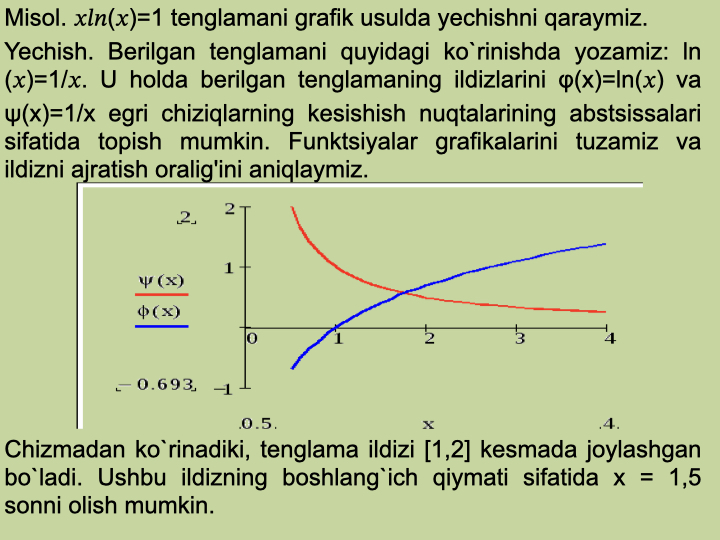 Misol. xln(x)=1 tenglamani grafik usulda yechishni qaraymiz.
Yechish. Berilgan tenglamani quyidagi ko`rinishda yozamiz: ln
(x)=1/x. U holda berilgan tenglamaning ildizlarini φ(x)=ln(x) va
ψ(x)=1/x egri chiziqlarning kesishish nuqtalarining abstsissalari
sifatida topish mumkin. Funktsiyalar grafikalarini tuzamiz va
ildizni ajratish oralig'ini aniqlaymiz.
2
2
1
ψ(x)
ϕ(x)
0 1 2 3 4
−0.693
−1
0.5 x 4
Chizmadan ko`rinadiki, tenglama ildizi [1,2] kesmada joylashgan
bo`ladi. Ushbu ildizning boshlang`ich qiymati sifatida x = 1,5
sonni olish mumkin.